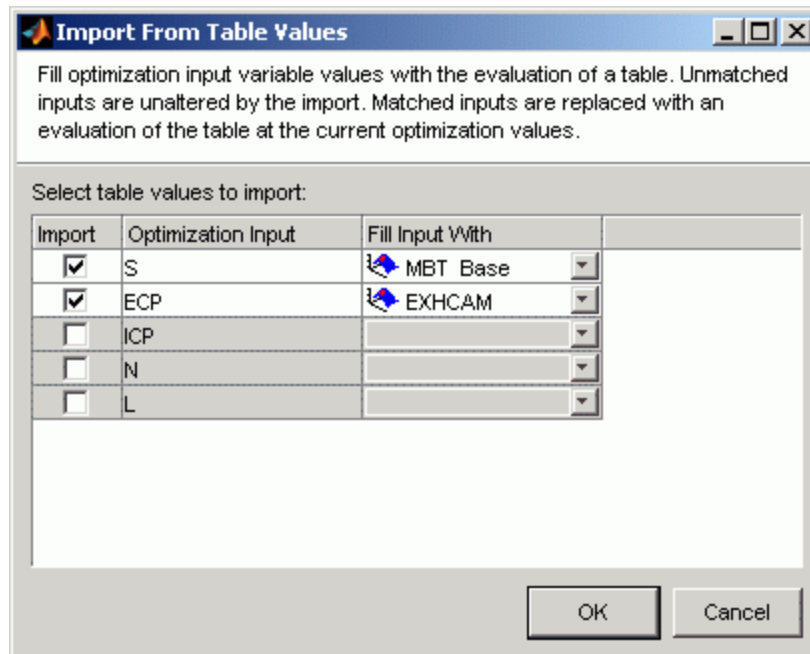 Import From Table Values
Fill optimization input variable values with the evaluation of a table. Unmatched
inputs are unaltered by the import. Matched inputs are replaced with an
evaluation of the table at the current optimization values.
Select table values to import:
Import Optimization Input Fill Input With
S MBT_Base
ECP EXHCAM
ICP
N
L
OK Cancel